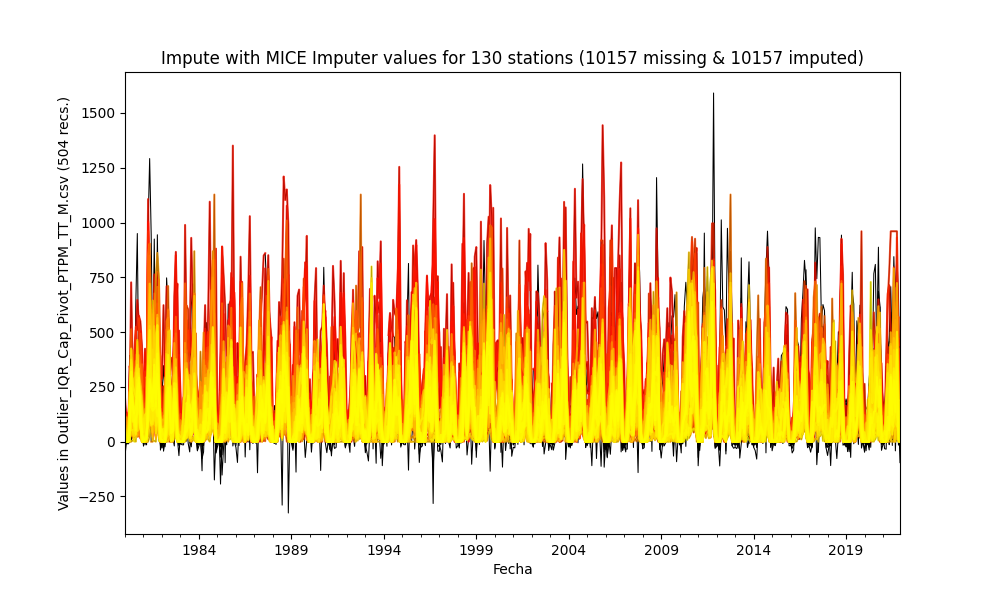 Impute with MICE Imputer values for 130 stations (10157 missing & 10157 imputed)
Values in Outlier_IQR_Cap_Pivot_PTPM_TT_M.csv (504 recs.)
1500
1250
1000
750
500
250
0
−250
1984 1989 1994 1999 2004 2009 2014 2019
Fecha